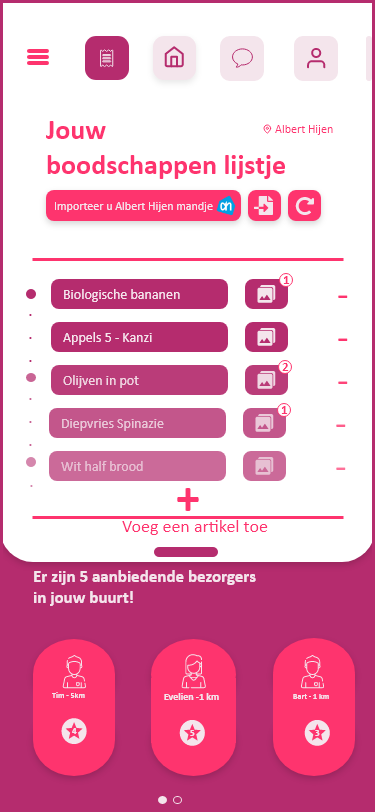 Jouw
Albert Hijen
boodschappen lijstje
Importeer u Albert Hijen mandje ah
Biologische bananen
1
Appels 5 - Kanzi
Olijven in pot
2
Diepvries Spinazie
1
Wit half brood
Voeg een artikel toe
Er zijn 5 aanbiedende bezorgers
in jouw buurt!
Tim - 5km
Evelien -1 km
Bart - 1 km
4
5
3